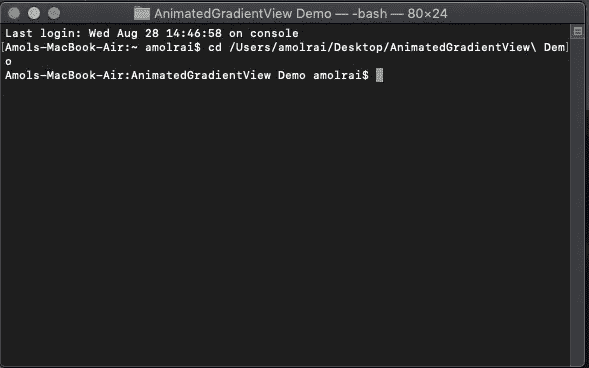 AnimatedGradientView Demo — -bash — 80×24
Last login: Wed Aug 28 14:46:58 on console
[Amols-MacBook-Air:~ amolrai$ cd /Users/amolrai/Desktop/AnimatedGradientView\ Dem]
o
Amols-MacBook-Air:AnimatedGradientView Demo amolrai$